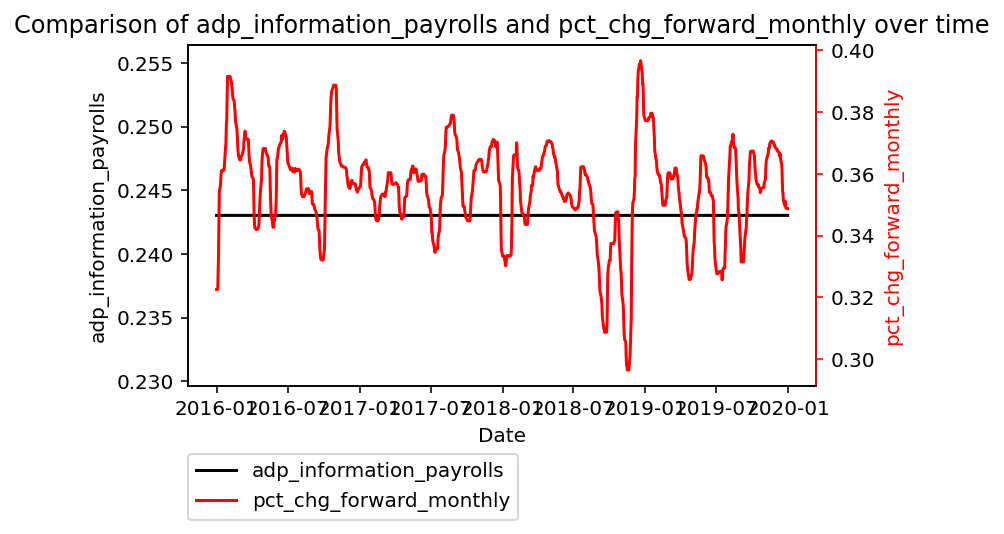 Comparison of adp_information_payrolls and pct_chg_forward_monthly over time
adp_information_payrolls
0.255
0.250
0.245
0.240
0.235
0.230
0.40
0.38
0.36
0.34
0.32
0.30
pct_chg_forward_monthly
2016-01 2016-07 2017-01 2017-07 2018-01 2018-07 2019-01 2019-07 2020-01
Date
adp_information_payrolls
pct_chg_forward_monthly